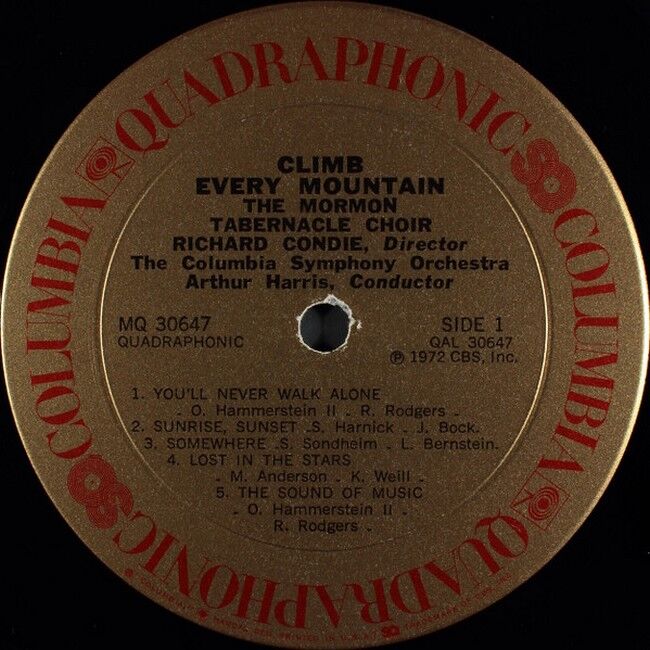 COLUMBIA QUADRAPHONIC SQ COLUMBIA QUADRAPHONIC SQ
CLIMB
EVERY MOUNTAIN
THE MORMON
TABERNACLE CHOIR
RICHARD CONDIE, Director
The Columbia Symphony Orchestra
Arthur Harris, Conductor
MQ 30647
QUADRAPHONIC
SIDE 1
QAL 30647
Ⓟ 1972 CBS, Inc.
1. YOU'LL NEVER WALK ALONE
. O. Hammerstein II . R. Rodgers .
2. SUNRISE, SUNSET .S. Harnick . J. Bock.
3. SOMEWHERE .S. Sondheim . L. Bernstein.
4. LOST IN THE STARS
. M. Anderson . K. Weill .
5. THE SOUND OF MUSIC
. O. Hammerstein II .
R. Rodgers .